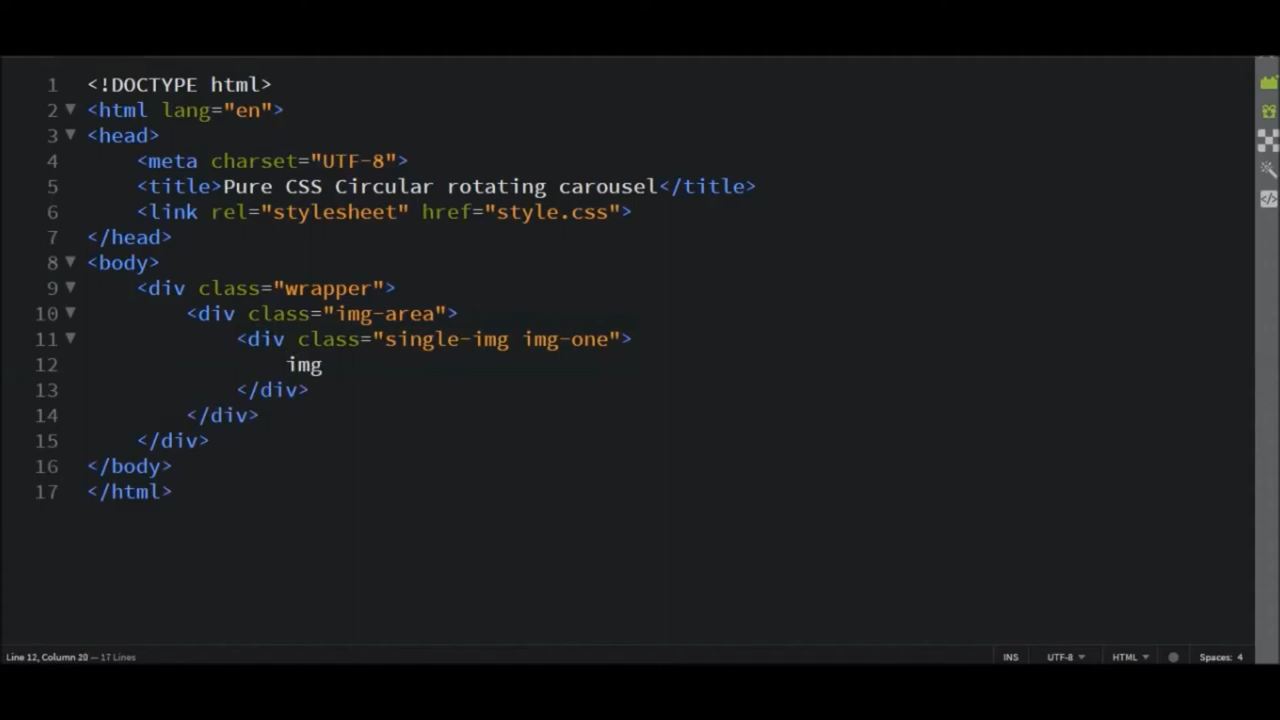 1 <!DOCTYPE html>
2 <html lang="en">
3 <head>
4 <meta charset="UTF-8">
5 <title>Pure CSS Circular rotating carousel</title>
6 <link rel="stylesheet" href="style.css">
7 </head>
8 <body>
9 <div class="wrapper">
10 <div class="img-area">
11 <div class="single-img img-one">
12 img
13 </div>
14 </div>
15 </div>
16 </body>
17 </html>
Line 12, Column 20 — 17 Lines INS UTF-8 HTML Spaces: 4